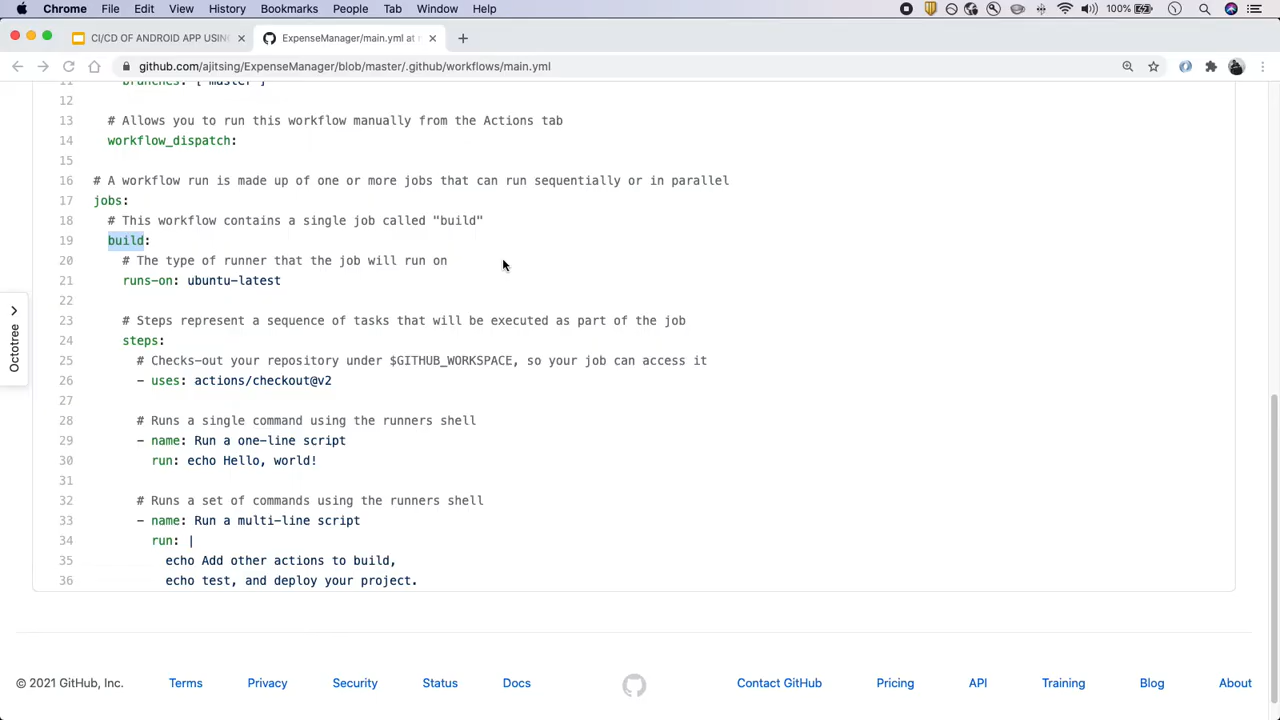 Chrome File Edit View History Bookmarks People Tab Window Help 100%
CI/CD OF ANDROID APP USING
ExpenseManager/main.yml at
github.com/ajitsing/ExpenseManager/blob/master/.github/workflows/main.yml
11 branches: [ master ]
12
13 # Allows you to run this workflow manually from the Actions tab
14 workflow_dispatch:
15
16 # A workflow run is made up of one or more jobs that can run sequentially or in parallel
17 jobs:
18 # This workflow contains a single job called "build"
19 build:
20 # The type of runner that the job will run on
21 runs-on: ubuntu-latest
22
23 # Steps represent a sequence of tasks that will be executed as part of the job
24 steps:
25 # Checks-out your repository under $GITHUB_WORKSPACE, so your job can access it
26 - uses: actions/checkout@v2
27
28 # Runs a single command using the runners shell
29 - name: Run a one-line script
30 run: echo Hello, world!
31
32 # Runs a set of commands using the runners shell
33 - name: Run a multi-line script
34 run: |
35 echo Add other actions to build,
36 echo test, and deploy your project.
Octotree
© 2021 GitHub, Inc. Terms Privacy Security Status Docs Contact GitHub Pricing API Training Blog About